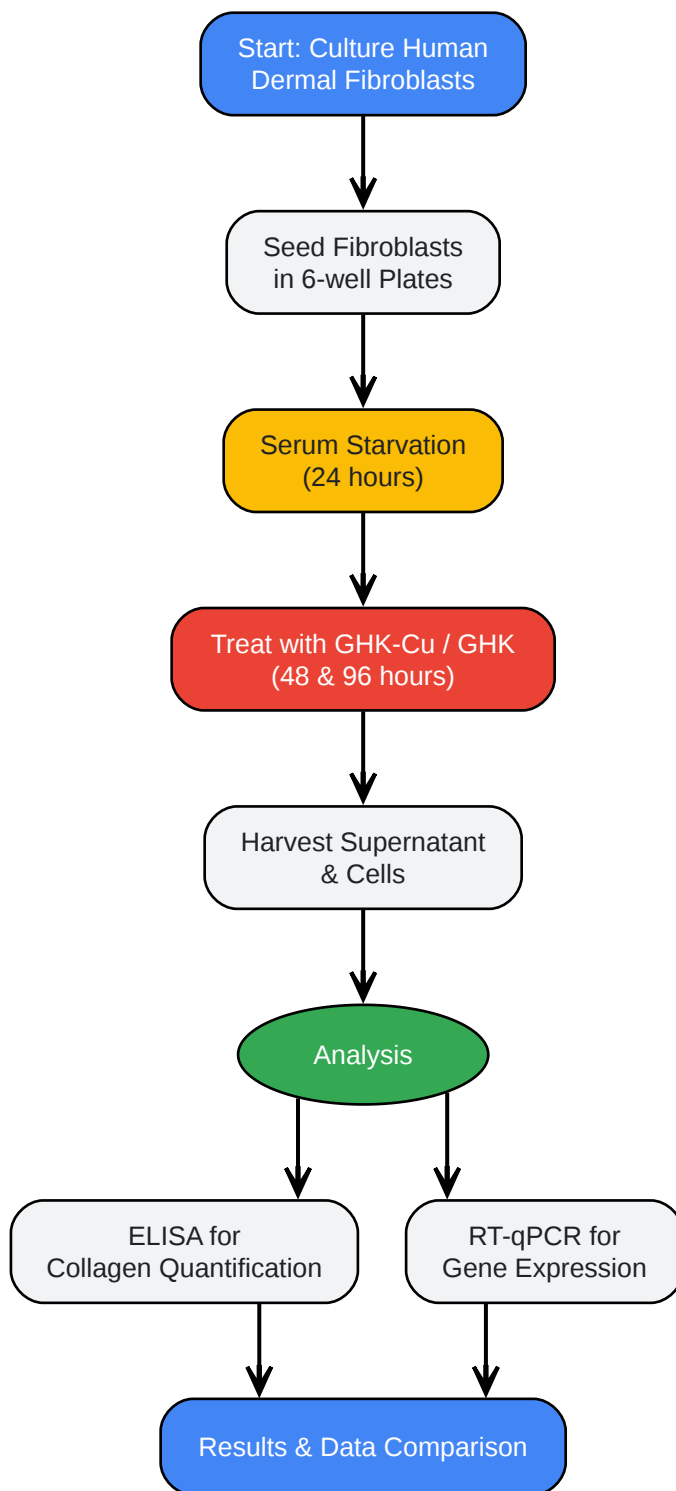 Start: Culture Human
Dermal Fibroblasts
Seed Fibroblasts
in 6-well Plates
Serum Starvation
(24 hours)
Treat with GHK-Cu / GHK
(48 & 96 hours)
Harvest Supernatant
& Cells
Analysis
ELISA for
Collagen Quantification
RT-qPCR for
Gene Expression
Results & Data Comparison